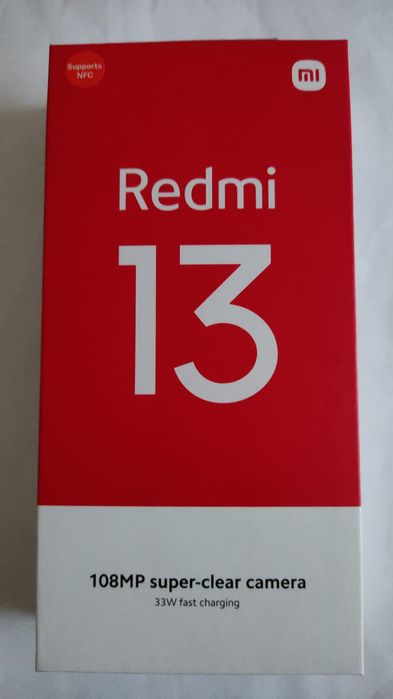 Supports
NFC
mi
Redmi
13
108MP super-clear camera
33W fast charging